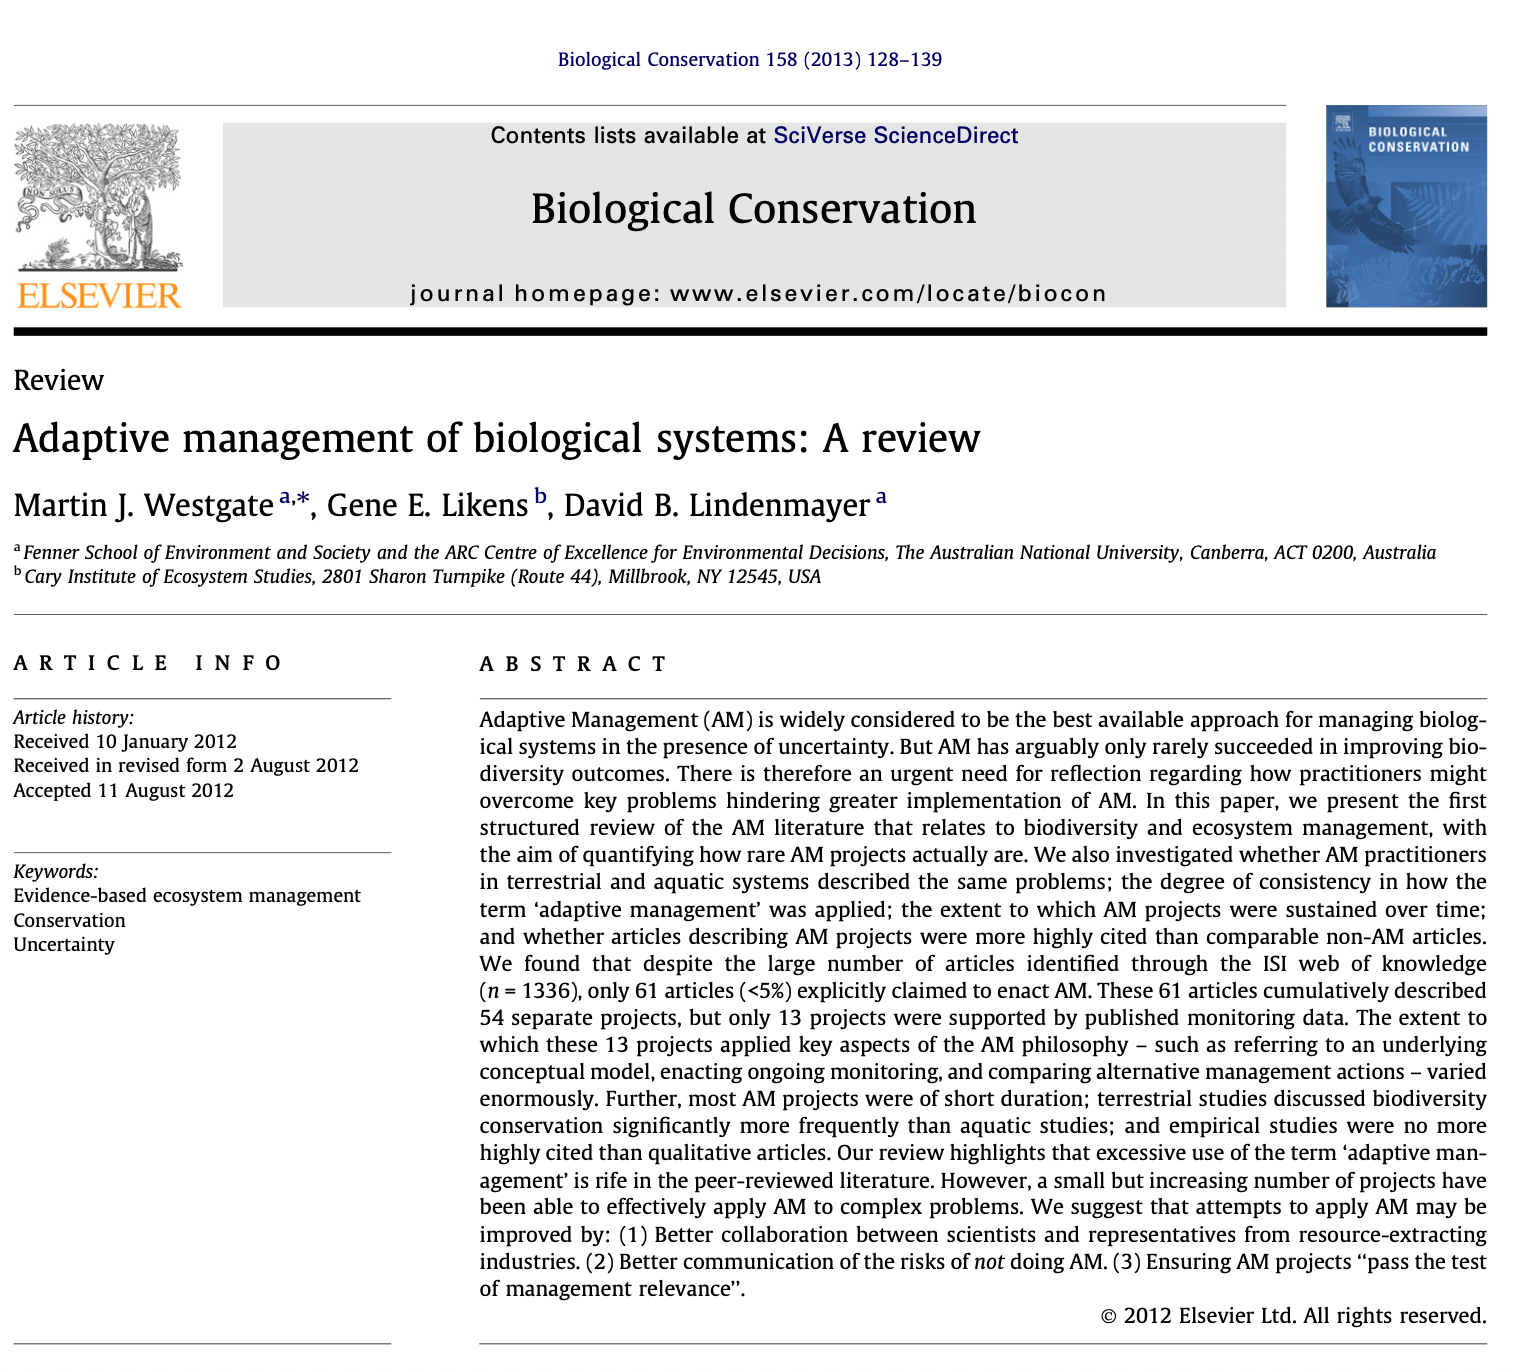 Biological Conservation 158 (2013) 128–139
Contents lists available at SciVerse ScienceDirect
Biological Conservation
journal homepage: www.elsevier.com/locate/biocon
NON SOLUS
ELSEVIER
BIOLOGICAL
CONSERVATION
Review
Adaptive management of biological systems: A review
Martin J. Westgate a,*, Gene E. Likens b, David B. Lindenmayer a
a Fenner School of Environment and Society and the ARC Centre of Excellence for Environmental Decisions, The Australian National University, Canberra, ACT 0200, Australia
b Cary Institute of Ecosystem Studies, 2801 Sharon Turnpike (Route 44), Millbrook, NY 12545, USA
ARTICLE INFO
Article history:
Received 10 January 2012
Received in revised form 2 August 2012
Accepted 11 August 2012
Keywords:
Evidence-based ecosystem management
Conservation
Uncertainty
ABSTRACT
Adaptive Management (AM) is widely considered to be the best available approach for managing biolog-
ical systems in the presence of uncertainty. But AM has arguably only rarely succeeded in improving bio-
diversity outcomes. There is therefore an urgent need for reflection regarding how practitioners might
overcome key problems hindering greater implementation of AM. In this paper, we present the first
structured review of the AM literature that relates to biodiversity and ecosystem management, with
the aim of quantifying how rare AM projects actually are. We also investigated whether AM practitioners
in terrestrial and aquatic systems described the same problems; the degree of consistency in how the
term ‘adaptive management’ was applied; the extent to which AM projects were sustained over time;
and whether articles describing AM projects were more highly cited than comparable non-AM articles.
We found that despite the large number of articles identified through the ISI web of knowledge
(n = 1336), only 61 articles (<5%) explicitly claimed to enact AM. These 61 articles cumulatively described
54 separate projects, but only 13 projects were supported by published monitoring data. The extent to
which these 13 projects applied key aspects of the AM philosophy – such as referring to an underlying
conceptual model, enacting ongoing monitoring, and comparing alternative management actions – varied
enormously. Further, most AM projects were of short duration; terrestrial studies discussed biodiversity
conservation significantly more frequently than aquatic studies; and empirical studies were no more
highly cited than qualitative articles. Our review highlights that excessive use of the term ‘adaptive man-
agement’ is rife in the peer-reviewed literature. However, a small but increasing number of projects have
been able to effectively apply AM to complex problems. We suggest that attempts to apply AM may be
improved by: (1) Better collaboration between scientists and representatives from resource-extracting
industries. (2) Better communication of the risks of not doing AM. (3) Ensuring AM projects ‘‘pass the test
of management relevance’’.
© 2012 Elsevier Ltd. All rights reserved.